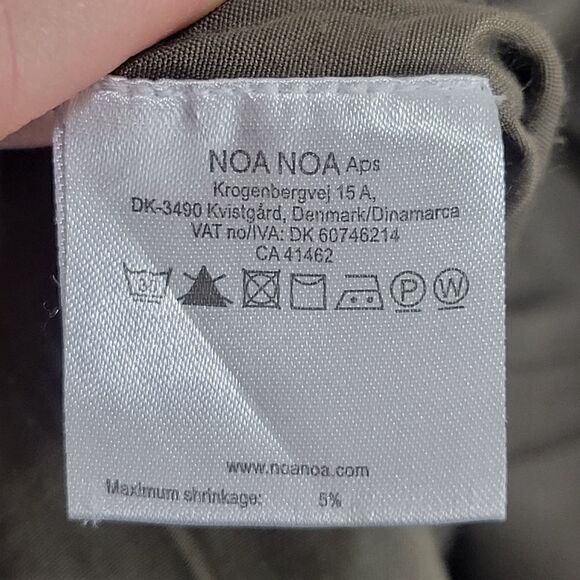 NOA NOA Aps
Krogenbergvej 15 A,
DK-3490 Kvistgård, Denmark/Dinamarca
VAT no/IVA: DK 60746214
CA 41462
P W
www.noanoa.com
Maximum shrinkage: 5%